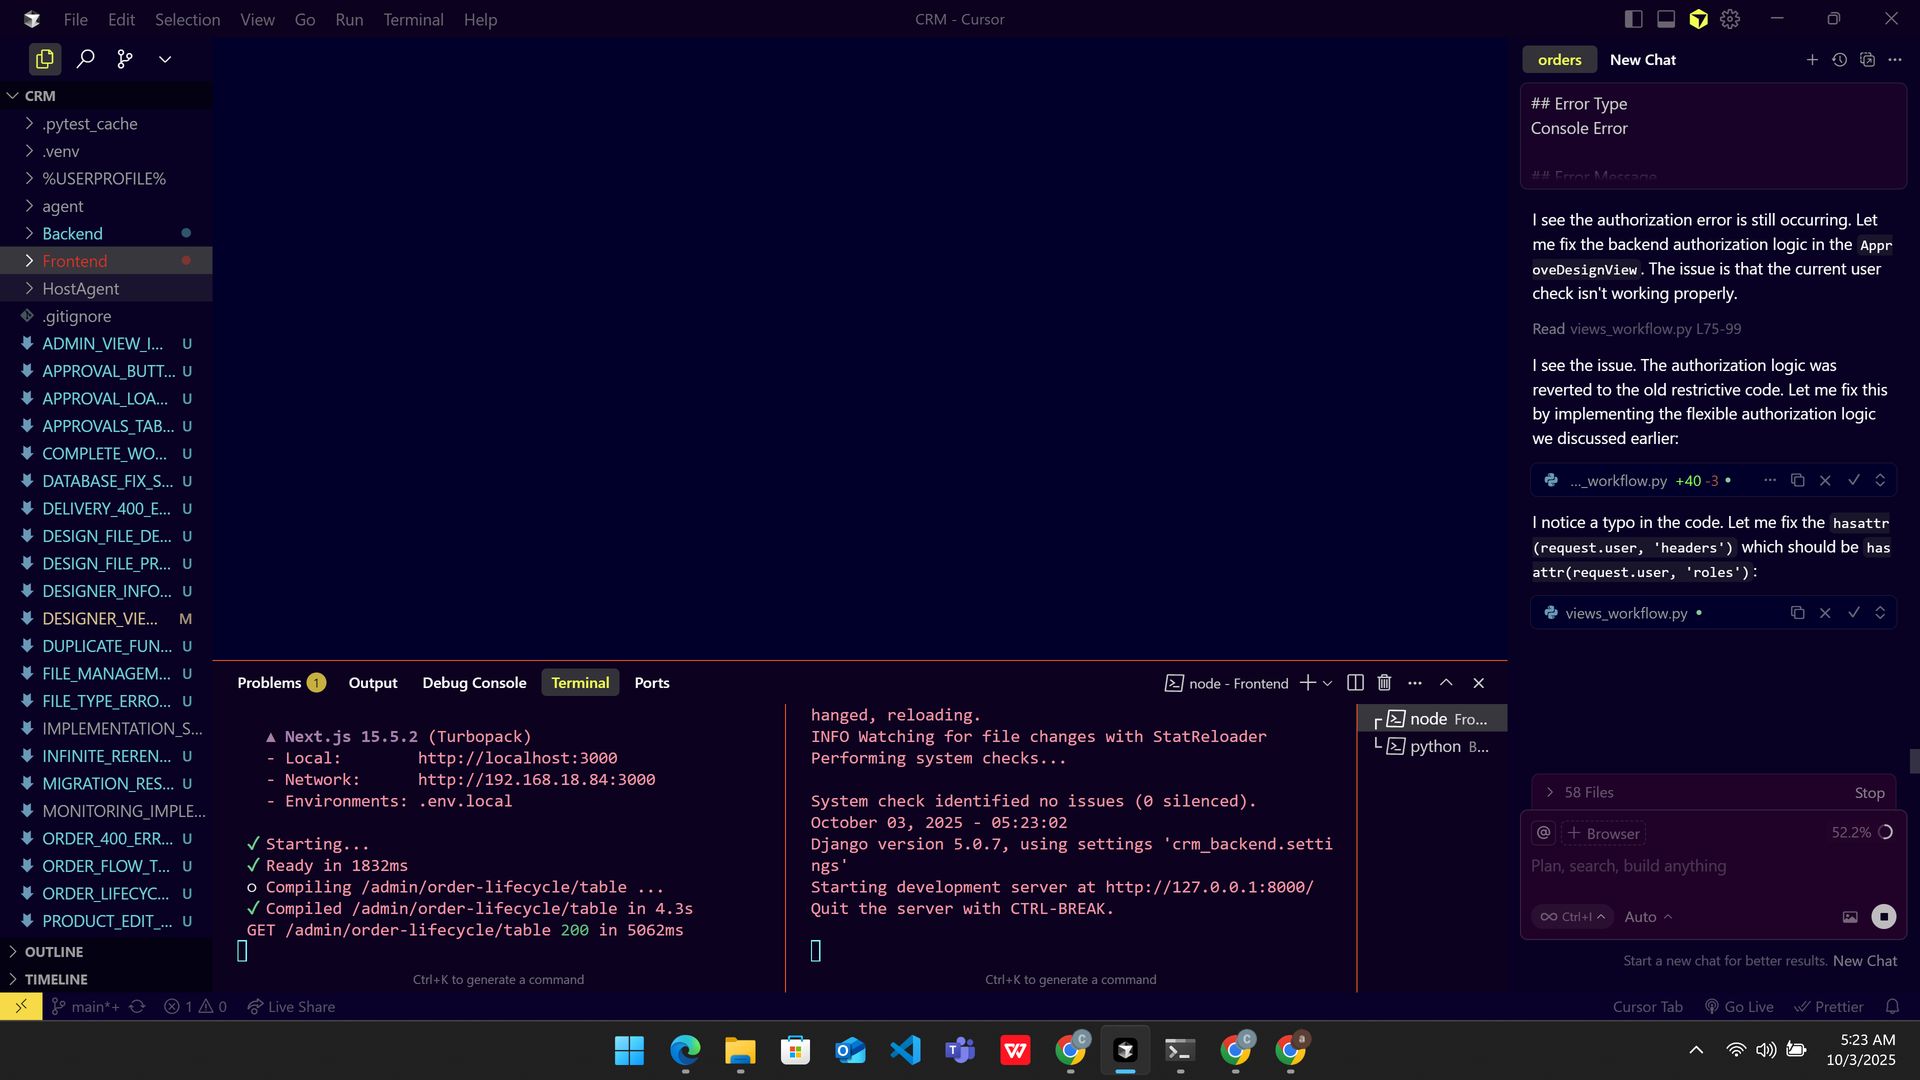 File Edit Selection View Go Run Terminal Help
CRM - Cursor
CRM
.pytest_cache
.venv
%USERPROFILE%
agent
Backend
Frontend
HostAgent
.gitignore
ADMIN_VIEW_I... U
APPROVAL_BUTT... U
APPROVAL_LOA... U
APPROVALS_TAB... U
COMPLETE_WO... U
DATABASE_FIX_S... U
DELIVERY_400_E... U
DESIGN_FILE_DE... U
DESIGN_FILE_PR... U
DESIGNER_INFO... U
DESIGNER_VIE... M
DUPLICATE_FUN... U
FILE_MANAGEM... U
FILE_TYPE_ERRO... U
IMPLEMENTATION_S...
INFINITE_REREN... U
MIGRATION_RES... U
MONITORING_IMPLE...
ORDER_400_ERR... U
ORDER_FLOW_T... U
ORDER_LIFECYC... U
PRODUCT_EDIT_... U
OUTLINE
TIMELINE
Problems 1 Output Debug Console Terminal Ports
node - Frontend
▲ Next.js 15.5.2 (Turbopack)
- Local: http://localhost:3000
- Network: http://192.168.18.84:3000
- Environments: .env.local
✓ Starting...
✓ Ready in 1832ms
○ Compiling /admin/order-lifecycle/table ...
✓ Compiled /admin/order-lifecycle/table in 4.3s
GET /admin/order-lifecycle/table 200 in 5062ms
Ctrl+K to generate a command
hanged, reloading.
INFO Watching for file changes with StatReloader
Performing system checks...
System check identified no issues (0 silenced).
October 03, 2025 - 05:23:02
Django version 5.0.7, using settings 'crm_backend.setti
ngs'
Starting development server at http://127.0.0.1:8000/
Quit the server with CTRL-BREAK.
Ctrl+K to generate a command
node Fro...
python B...
orders New Chat
## Error Type
Console Error
## Error Message
I see the authorization error is still occurring. Let
me fix the backend authorization logic in the Appr
oveDesignView. The issue is that the current user
check isn't working properly.
Read views_workflow.py L75-99
I see the issue. The authorization logic was
reverted to the old restrictive code. Let me fix this
by implementing the flexible authorization logic
we discussed earlier:
..._workflow.py +40 -3
I notice a typo in the code. Let me fix the hasattr
(request.user, 'headers') which should be has
attr(request.user, 'roles'):
views_workflow.py
58 Files Stop
@ + Browser 52.2%
Plan, search, build anything
∞ Ctrl+I Auto
Start a new chat for better results. New Chat
main*+ 1 0 Live Share
Cursor Tab Go Live Prettier
C C a
5:23 AM
10/3/2025